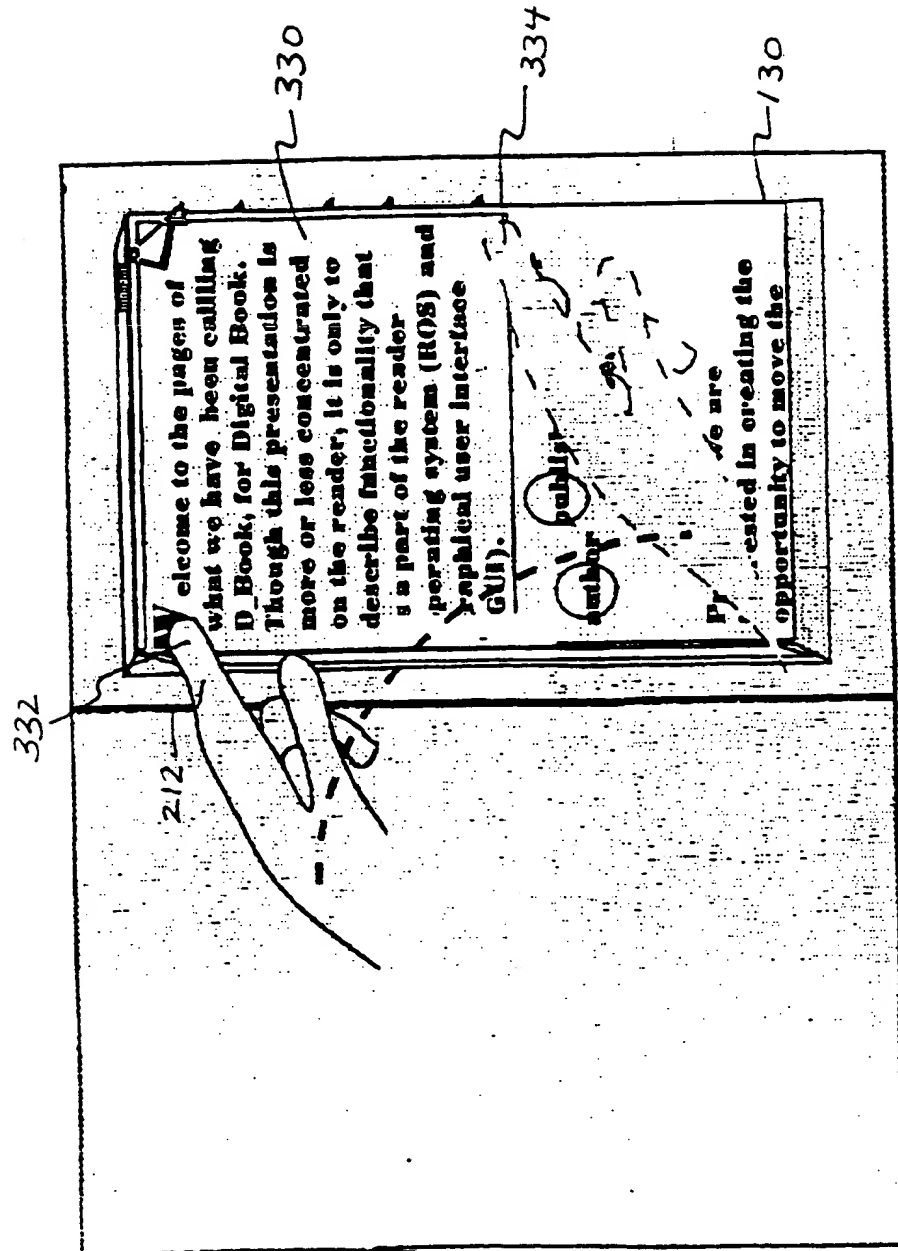 elcome to the pages of
what we have been callling
D_Book, for Digital Book.
Though this presentation is
more or less concentrated
on the reader, it is only to
describe functionality that
s a part of the reader
perating system (ROS) and
raphical user interface
GUI).
author publis
Pr e are
ested in creating the
opportunity to move the
330
334
130
332
212